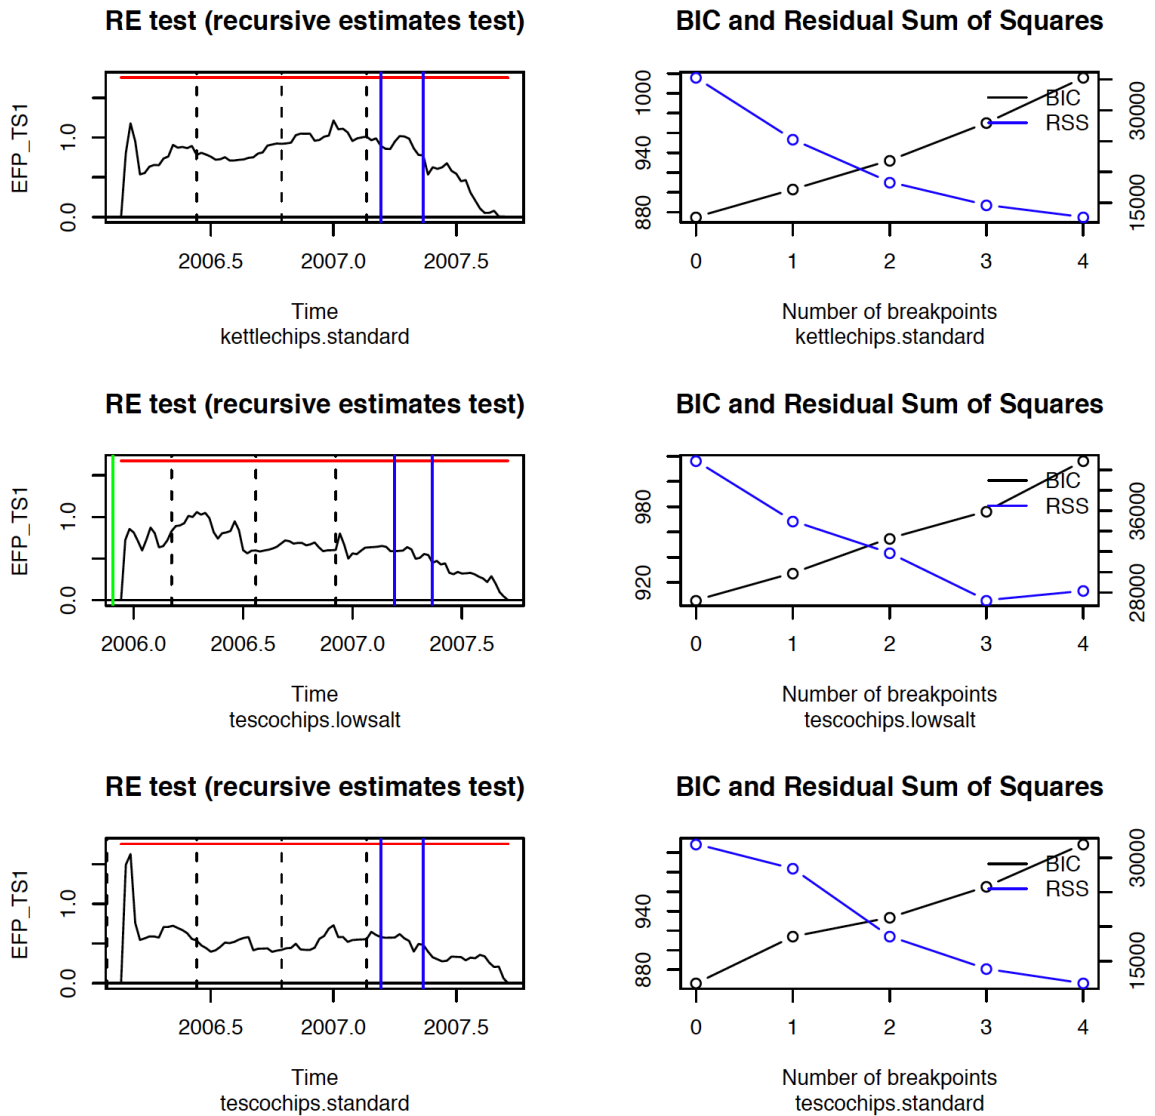 RE test (recursive estimates test)
EFP_TS1
0.0 1.0
2006.5 2007.0 2007.5
Time
kettlechips.standard
BIC and Residual Sum of Squares
880 940 1000
BIC
RSS
15000 30000
0 1 2 3 4
Number of breakpoints
kettlechips.standard
RE test (recursive estimates test)
EFP_TS1
0.0 1.0
2006.0 2006.5 2007.0 2007.5
Time
tescochips.lowsalt
BIC and Residual Sum of Squares
920 980
BIC
RSS
28000 36000
0 1 2 3 4
Number of breakpoints
tescochips.lowsalt
RE test (recursive estimates test)
EFP_TS1
0.0 1.0
2006.5 2007.0 2007.5
Time
tescochips.standard
BIC and Residual Sum of Squares
880 940
BIC
RSS
15000 30000
0 1 2 3 4
Number of breakpoints
tescochips.standard